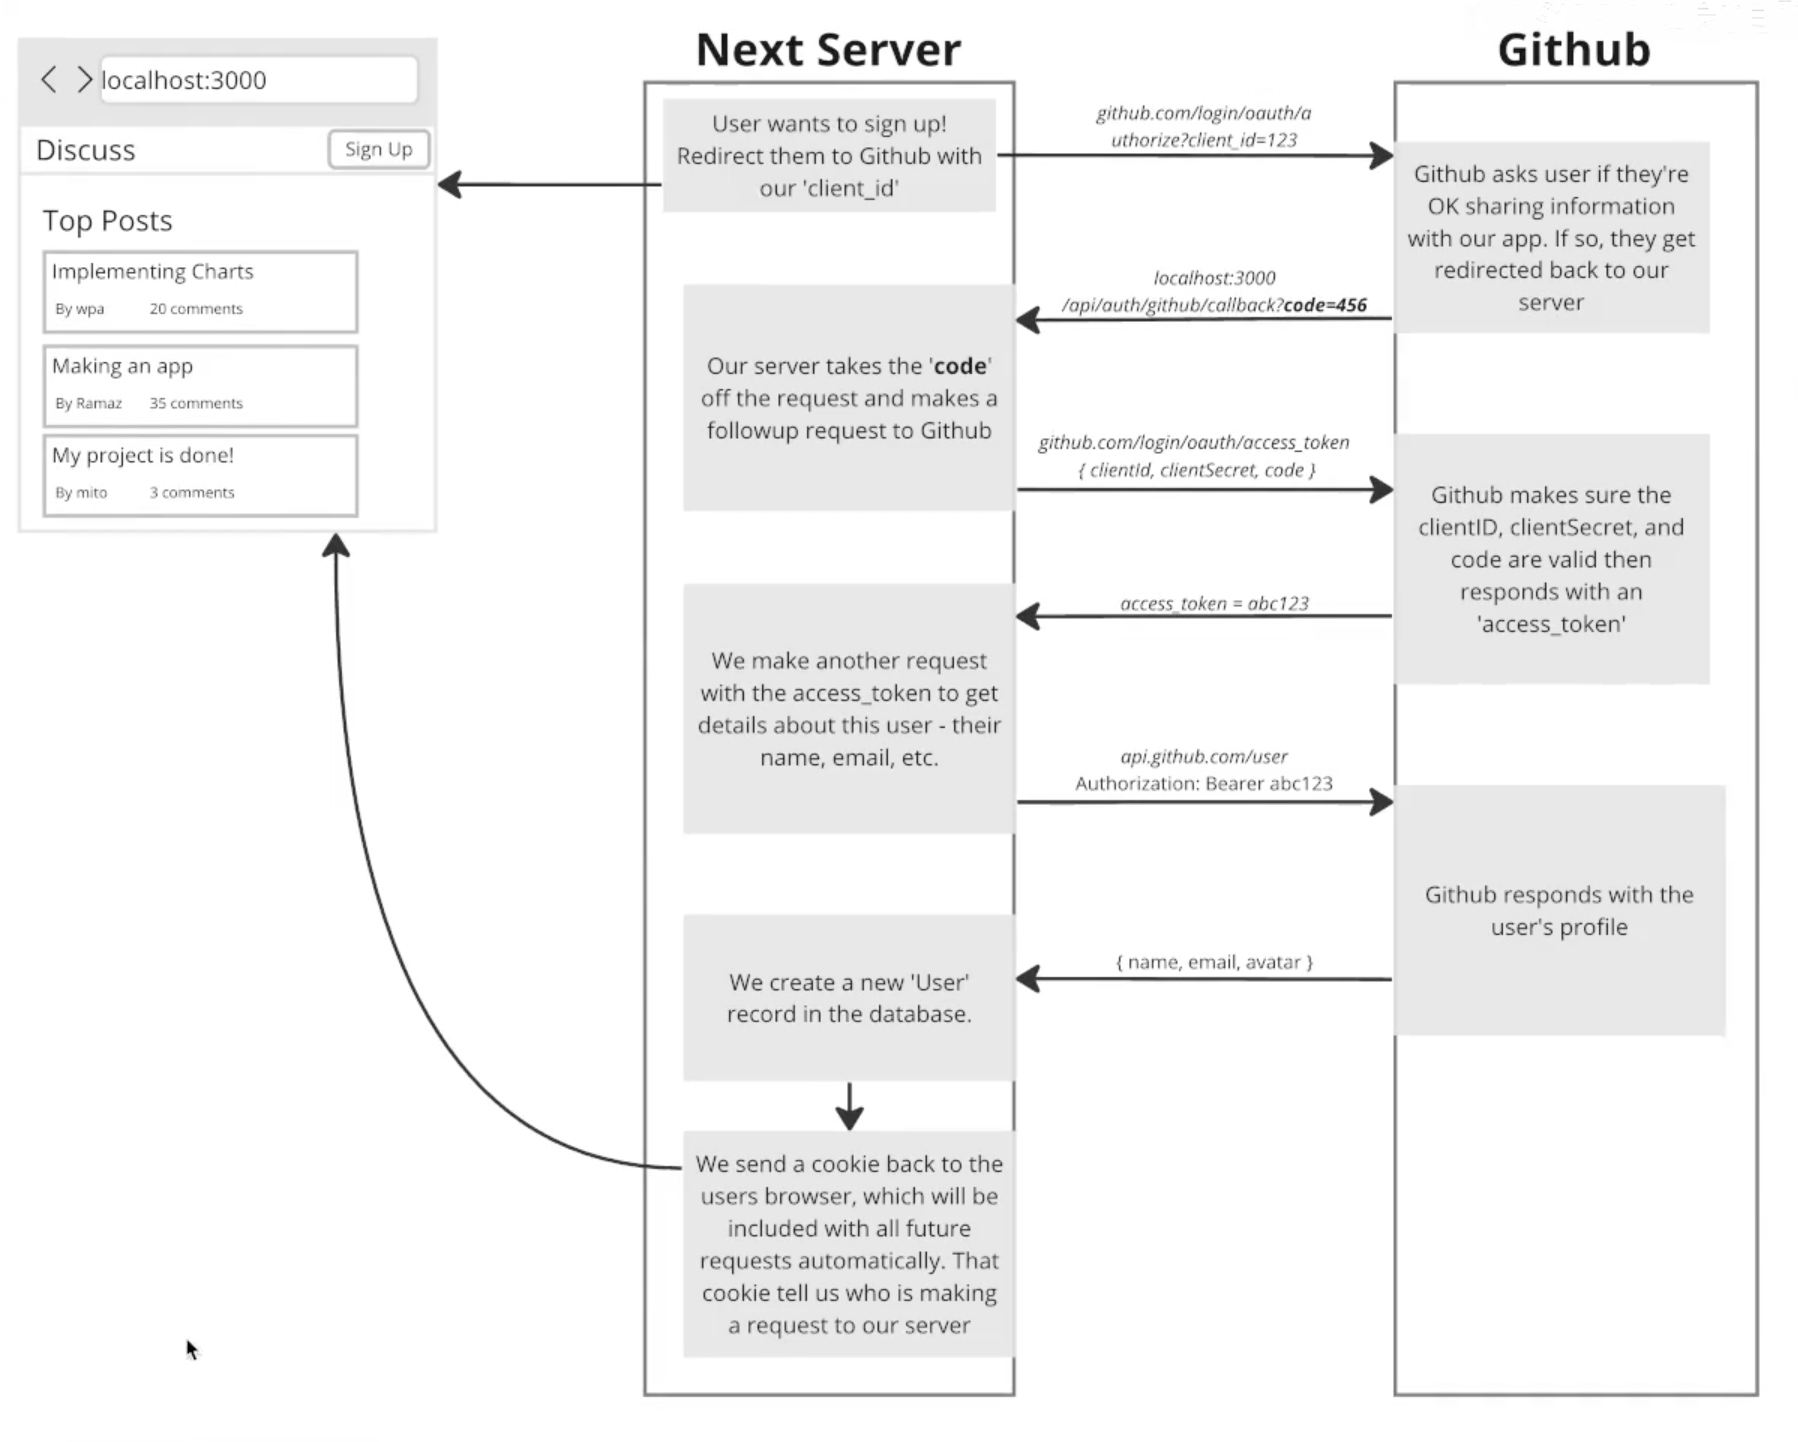 Next Server
Github
localhost:3000
Discuss
Sign Up
Top Posts
Implementing Charts
By wpa 20 comments
Making an app
By Ramaz 35 comments
My project is done!
By mito 3 comments
User wants to sign up!
Redirect them to Github with
our 'client_id'
github.com/login/oauth/a
uthorize?client_id=123
Github asks user if they're
OK sharing information
with our app. If so, they get
redirected back to our
server
localhost:3000
/api/auth/github/callback?code=456
Our server takes the 'code'
off the request and makes a
followup request to Github
github.com/login/oauth/access_token
{ clientId, clientSecret, code }
Github makes sure the
clientID, clientSecret, and
code are valid then
responds with an
'access_token'
access_token = abc123
We make another request
with the access_token to get
details about this user - their
name, email, etc.
api.github.com/user
Authorization: Bearer abc123
Github responds with the
user's profile
{ name, email, avatar }
We create a new 'User'
record in the database.
We send a cookie back to the
users browser, which will be
included with all future
requests automatically. That
cookie tell us who is making
a request to our server